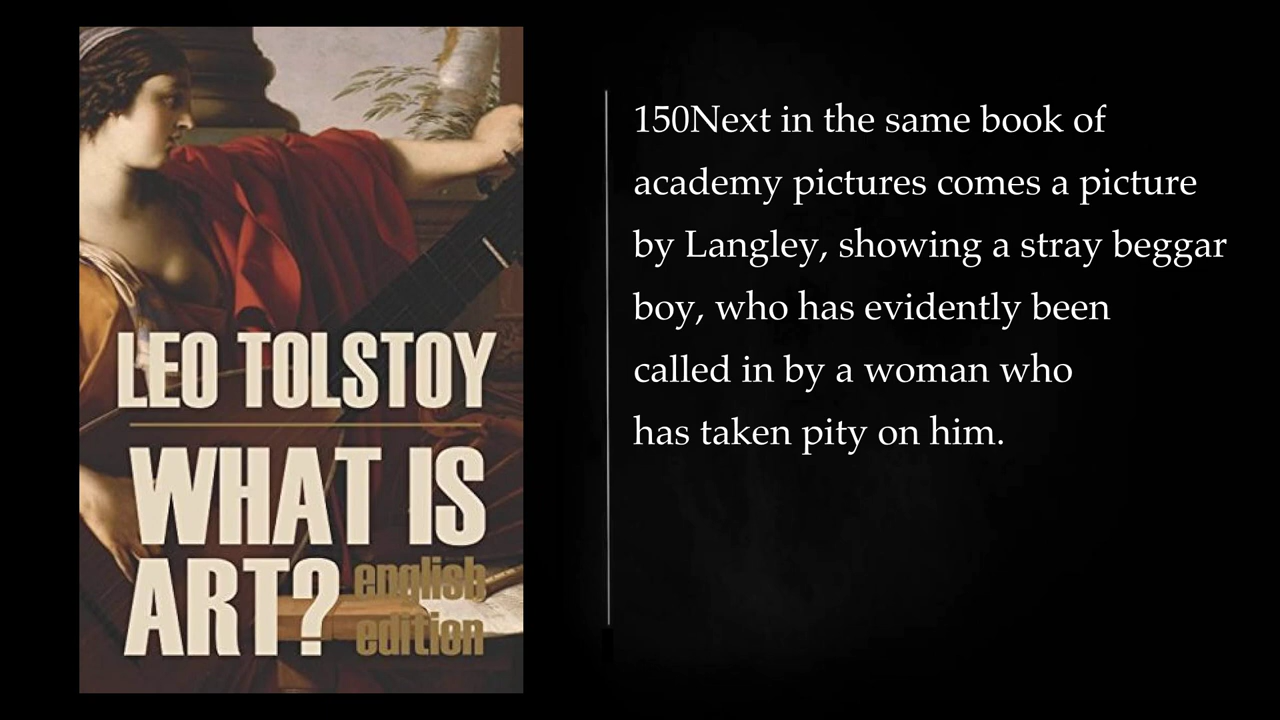 LEO TOLSTOY
WHAT IS
ART?
english
edition
150Next in the same book of
academy pictures comes a picture
by Langley, showing a stray beggar
boy, who has evidently been
called in by a woman who
has taken pity on him.